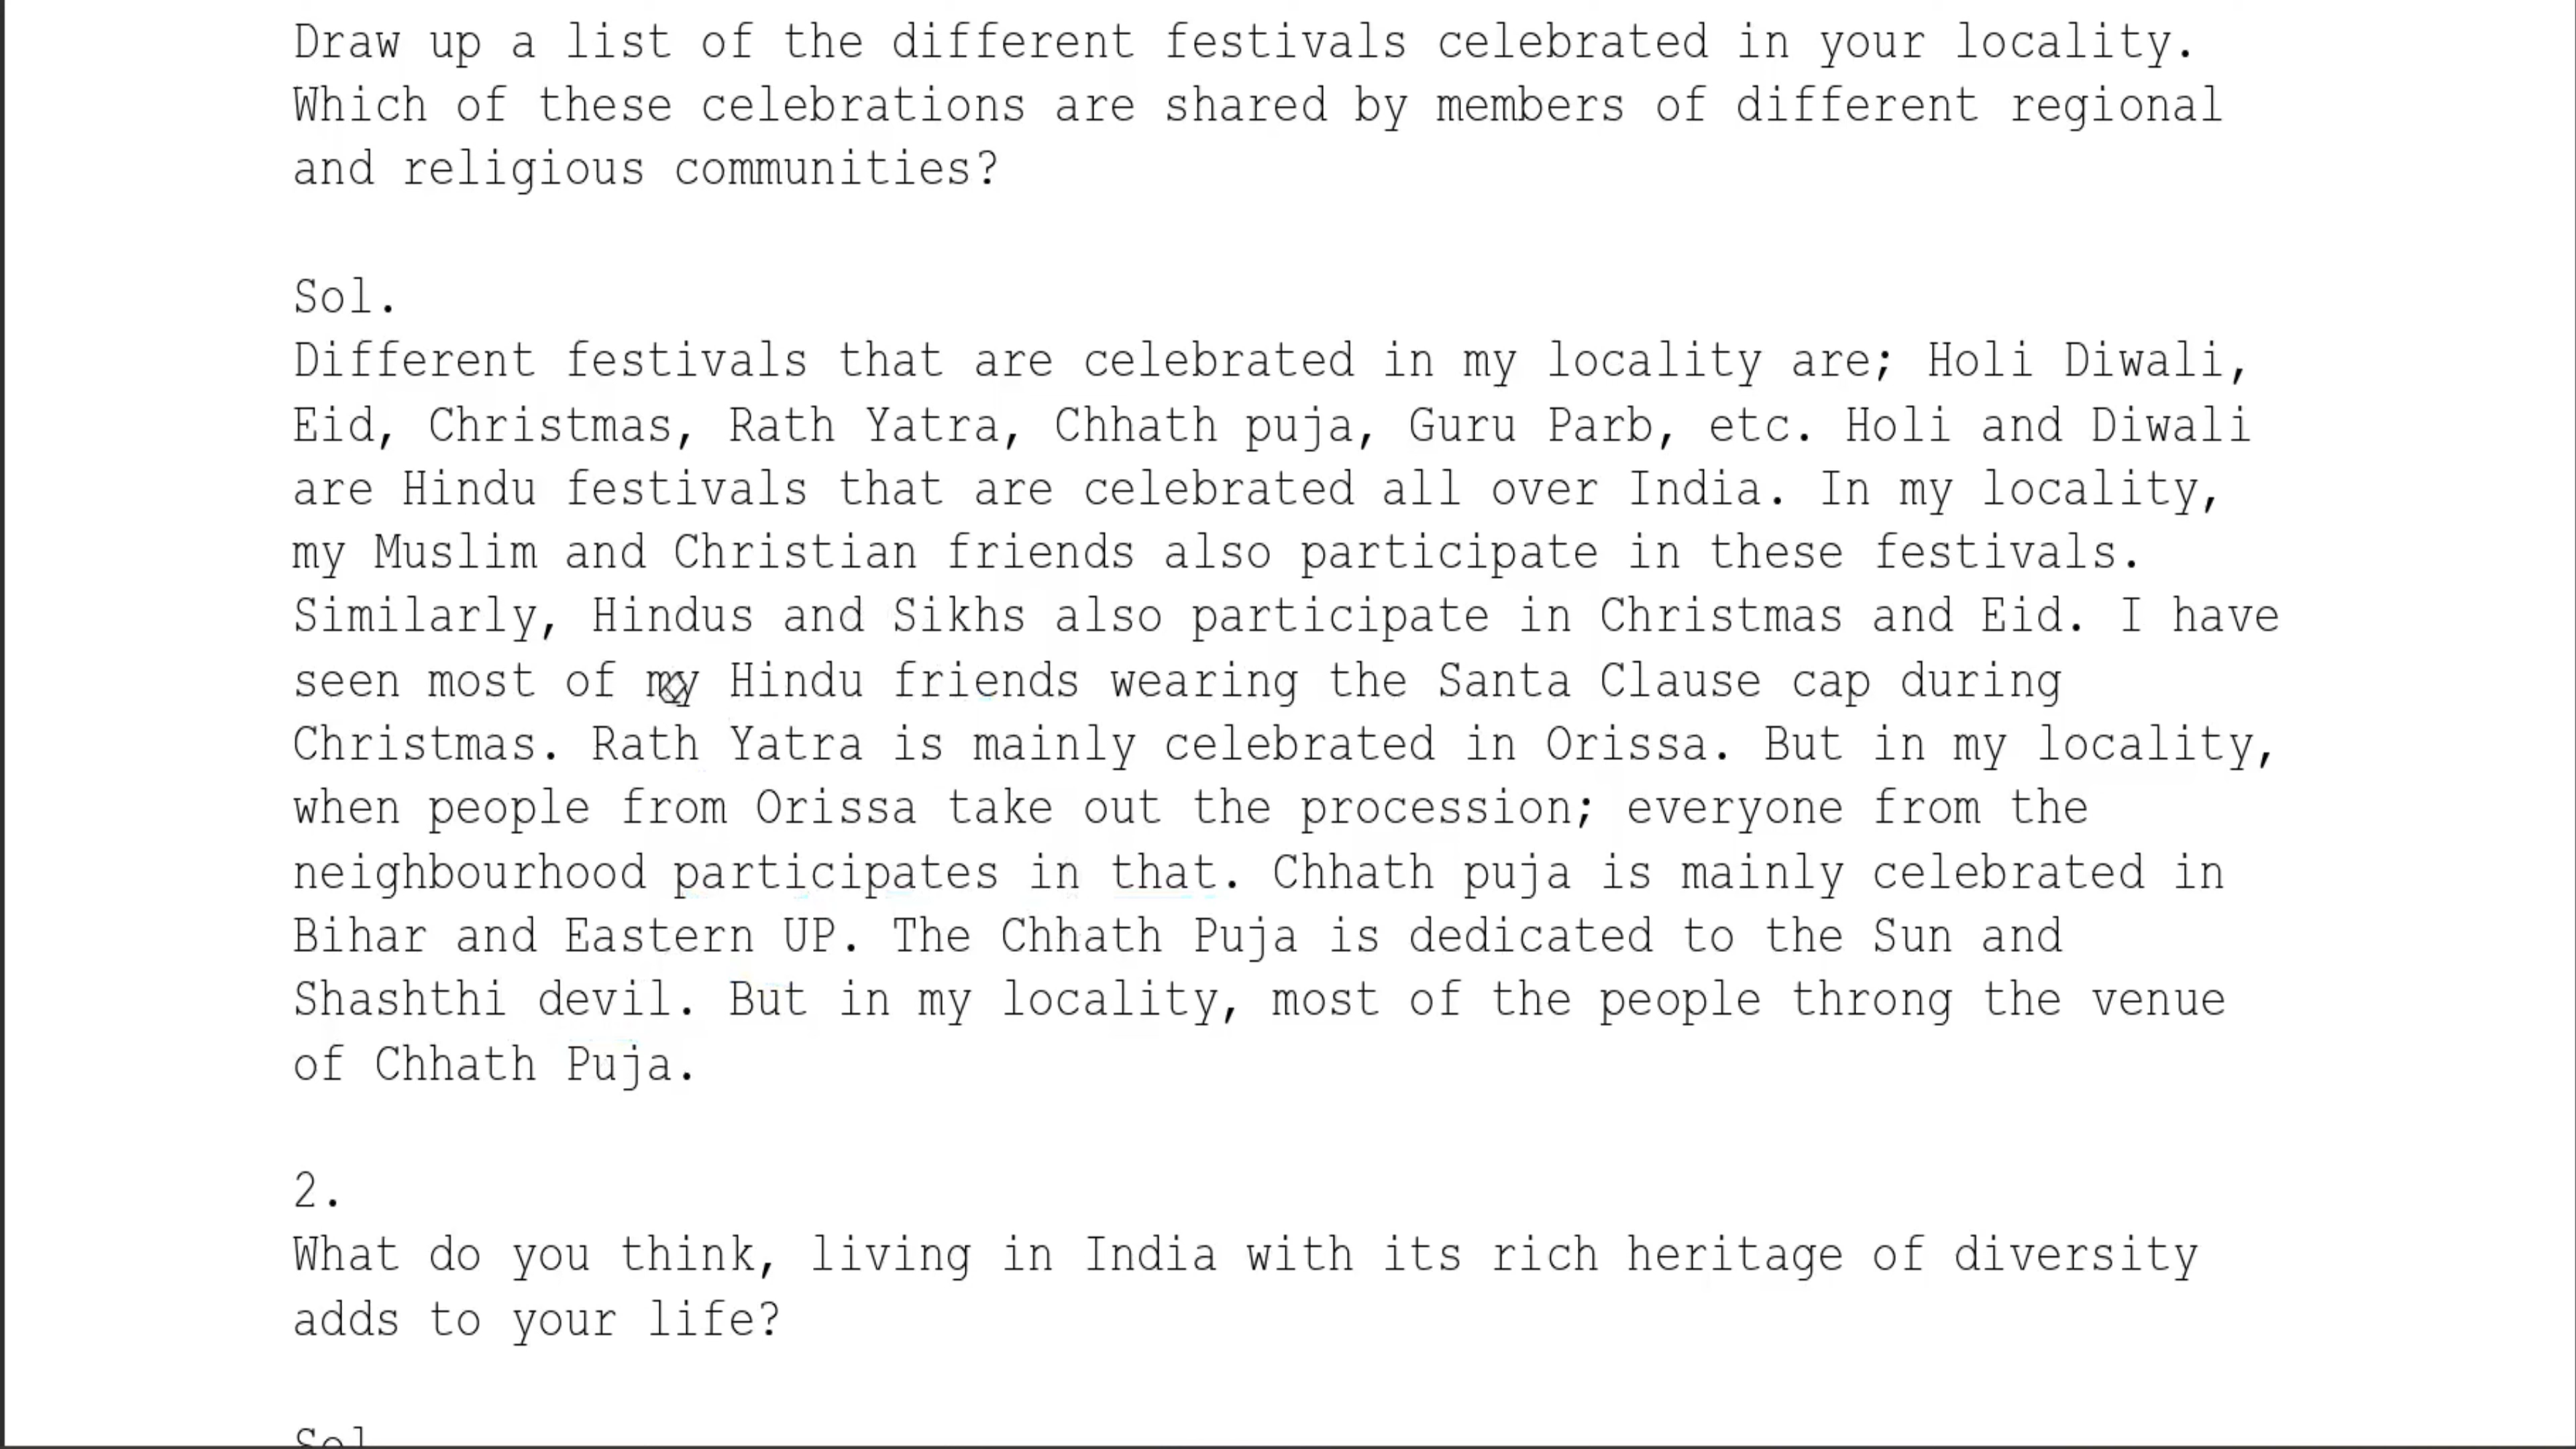 Draw up a list of the different festivals celebrated in your locality.
Which of these celebrations are shared by members of different regional
and religious communities?
Sol.
Different festivals that are celebrated in my locality are; Holi Diwali,
Eid, Christmas, Rath Yatra, Chhath puja, Guru Parb, etc. Holi and Diwali
are Hindu festivals that are celebrated all over India. In my locality,
my Muslim and Christian friends also participate in these festivals.
Similarly, Hindus and Sikhs also participate in Christmas and Eid. I have
seen most of my Hindu friends wearing the Santa Clause cap during
Christmas. Rath Yatra is mainly celebrated in Orissa. But in my locality,
when people from Orissa take out the procession; everyone from the
neighbourhood participates in that. Chhath puja is mainly celebrated in
Bihar and Eastern UP. The Chhath Puja is dedicated to the Sun and
Shashthi devil. But in my locality, most of the people throng the venue
of Chhath Puja.
2.
What do you think, living in India with its rich heritage of diversity
adds to your life?
Sol